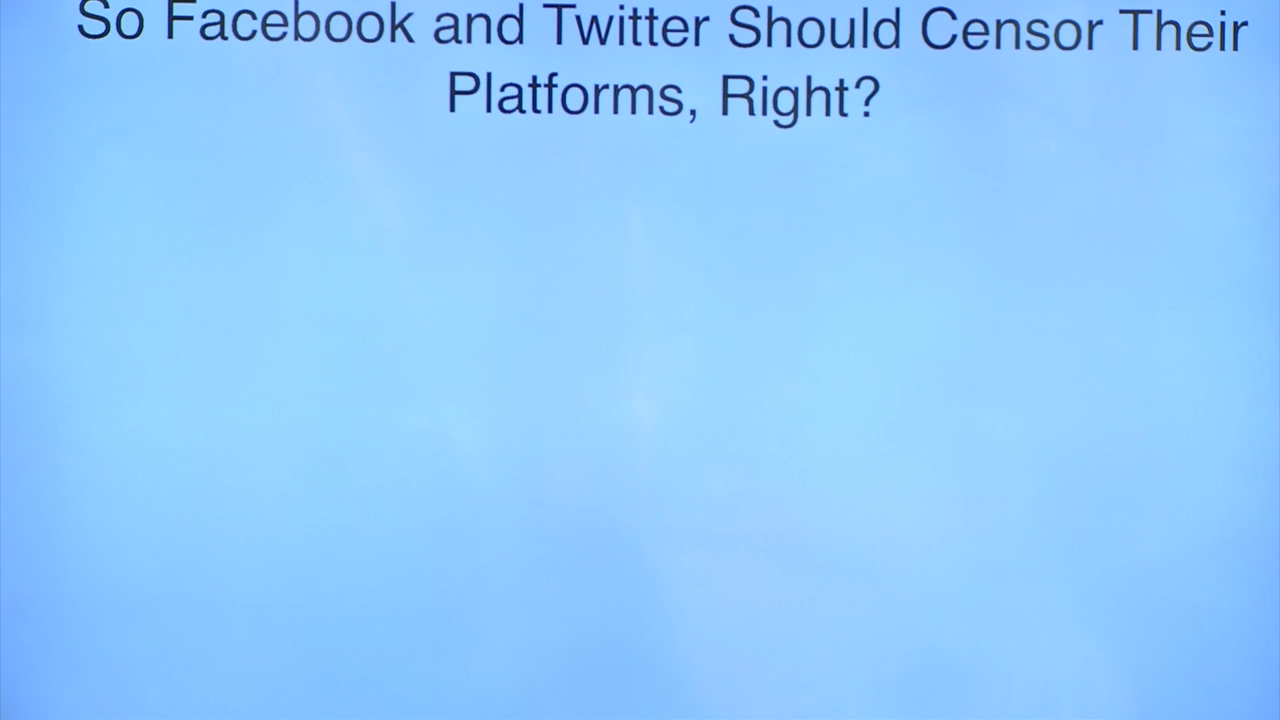 So Facebook and Twitter Should Censor Their
Platforms, Right?